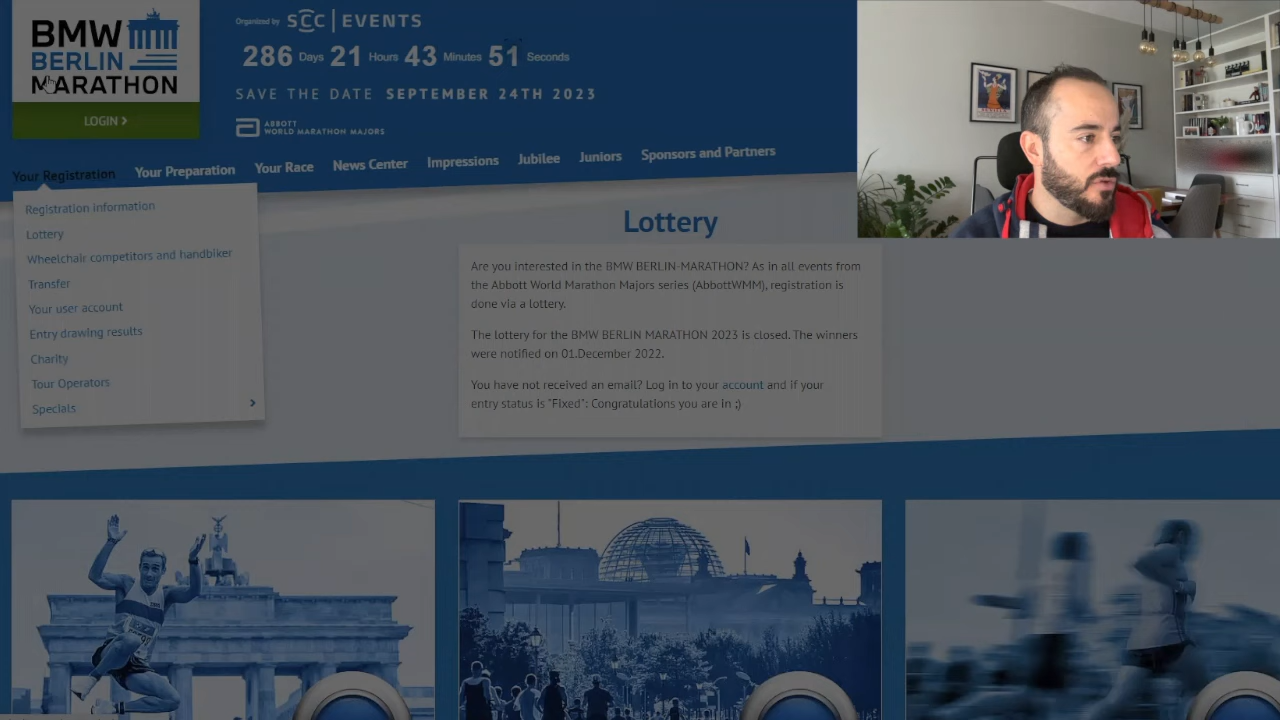 BMW
BERLIN
MARATHON
LOGIN
Organized by SCC | EVENTS
286 Days 21 Hours 43 Minutes 51 Seconds
SAVE THE DATE SEPTEMBER 24TH 2023
ABBOTT
WORLD MARATHON MAJORS
Your Registration Your Preparation Your Race News Center Impressions Jubilee Juniors Sponsors and Partners
Registration information
Lottery
Wheelchair competitors and handbiker
Transfer
Your user account
Entry drawing results
Charity
Tour Operators
Specials
Lottery
Are you interested in the BMW BERLIN-MARATHON? As in all events from
the Abbott World Marathon Majors series (AbbottWMM), registration is
done via a lottery.
The lottery for the BMW BERLIN MARATHON 2023 is closed. The winners
were notified on 01.December 2022.
You have not received an email? Log in to your account and if your
entry status is "Fixed": Congratulations you are in ;)